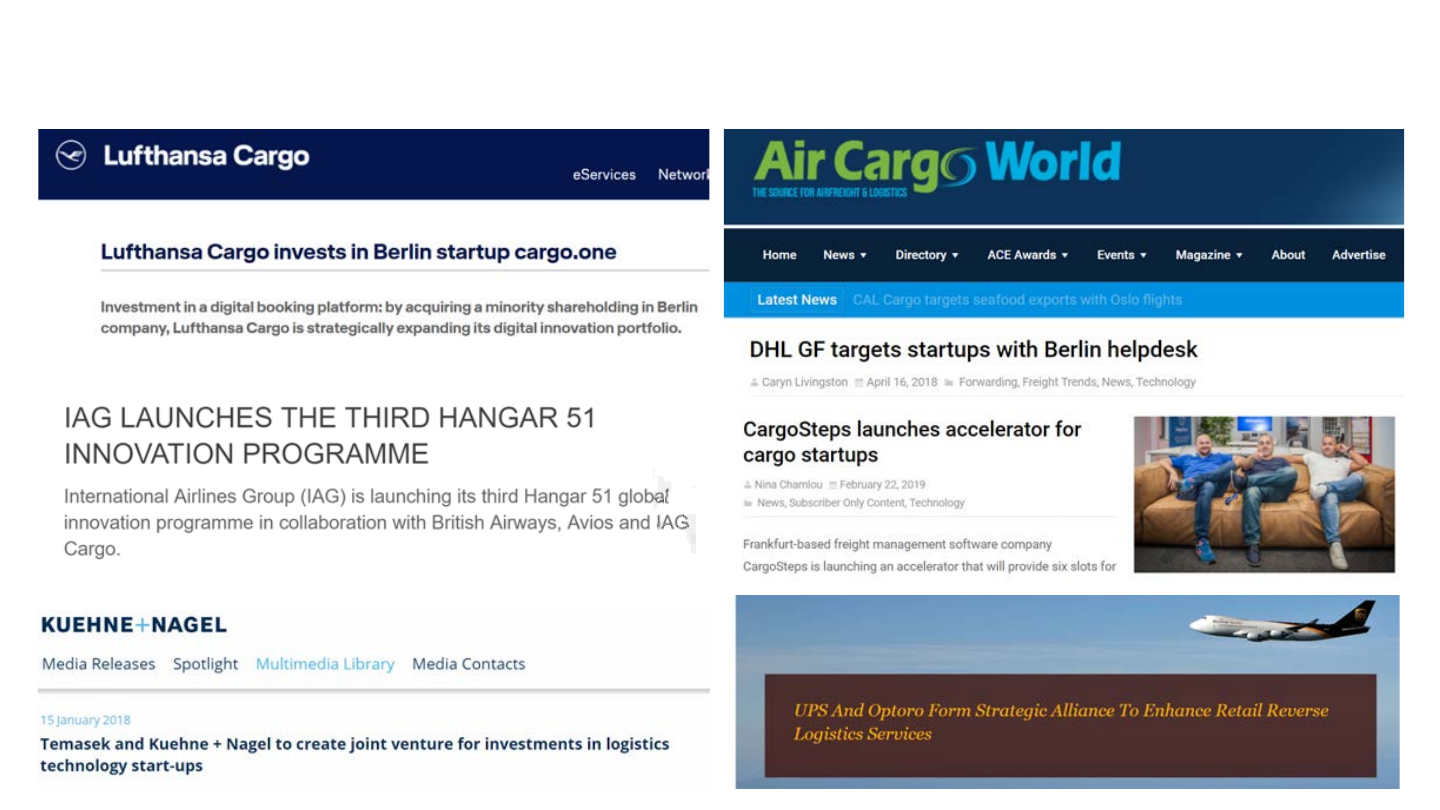 Lufthansa Cargo
eServices Network
Lufthansa Cargo invests in Berlin startup cargo.one
Investment in a digital booking platform: by acquiring a minority shareholding in Berlin
company, Lufthansa Cargo is strategically expanding its digital innovation portfolio.
IAG LAUNCHES THE THIRD HANGAR 51
INNOVATION PROGRAMME
International Airlines Group (IAG) is launching its third Hangar 51 global
innovation programme in collaboration with British Airways, Avios and IAG
Cargo.
KUEHNE+NAGEL
Media Releases Spotlight Multimedia Library Media Contacts
15 January 2018
Temasek and Kuehne + Nagel to create joint venture for investments in logistics
technology start-ups
Air Cargo World
THE SOURCE FOR AIRFREIGHT & LOGISTICS
Home News Directory ACE Awards Events Magazine About Advertise
Latest News CAL Cargo targets seafood exports with Oslo flights
DHL GF targets startups with Berlin helpdesk
Caryn Livingston April 16, 2018 Forwarding, Freight Trends, News, Technology
CargoSteps launches accelerator for
cargo startups
Nina Chamlou February 22, 2019
News, Subscriber Only Content, Technology
Frankfurt-based freight management software company
CargoSteps is launching an accelerator that will provide six slots for
UPS And Optoro Form Strategic Alliance To Enhance Retail Reverse
Logistics Services